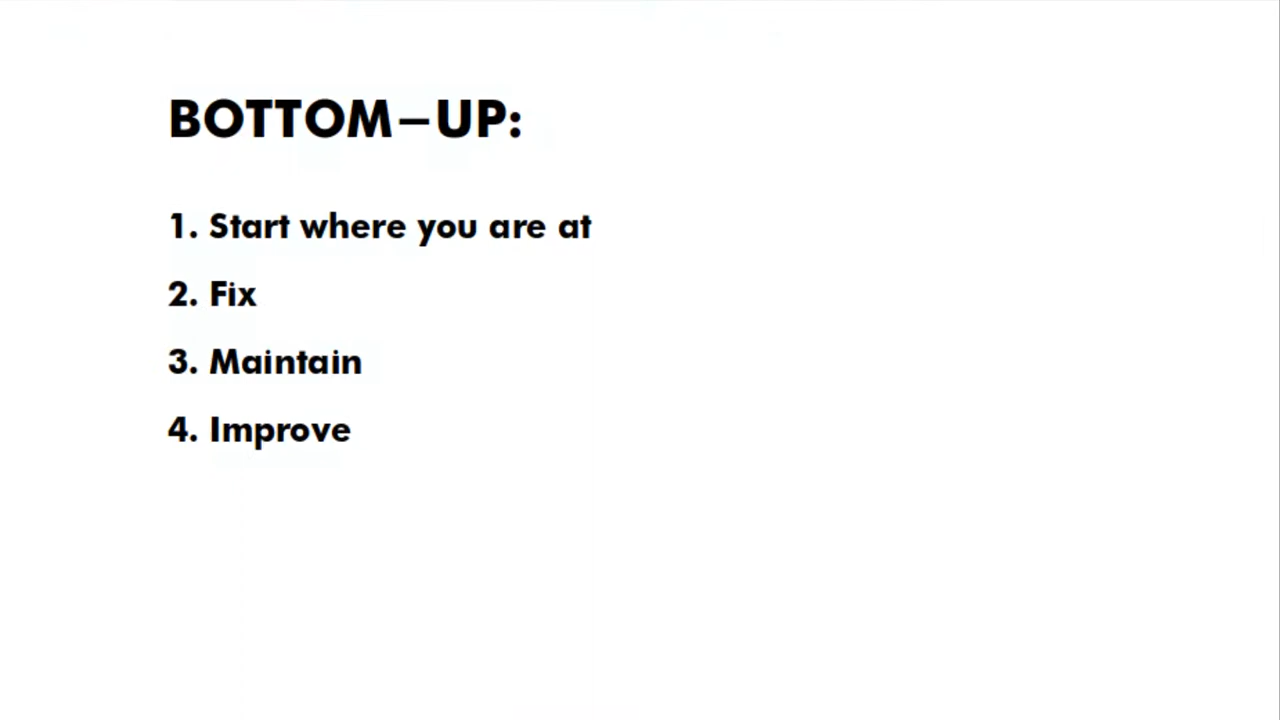 BOTTOM–UP:
1. Start where you are at
2. Fix
3. Maintain
4. Improve